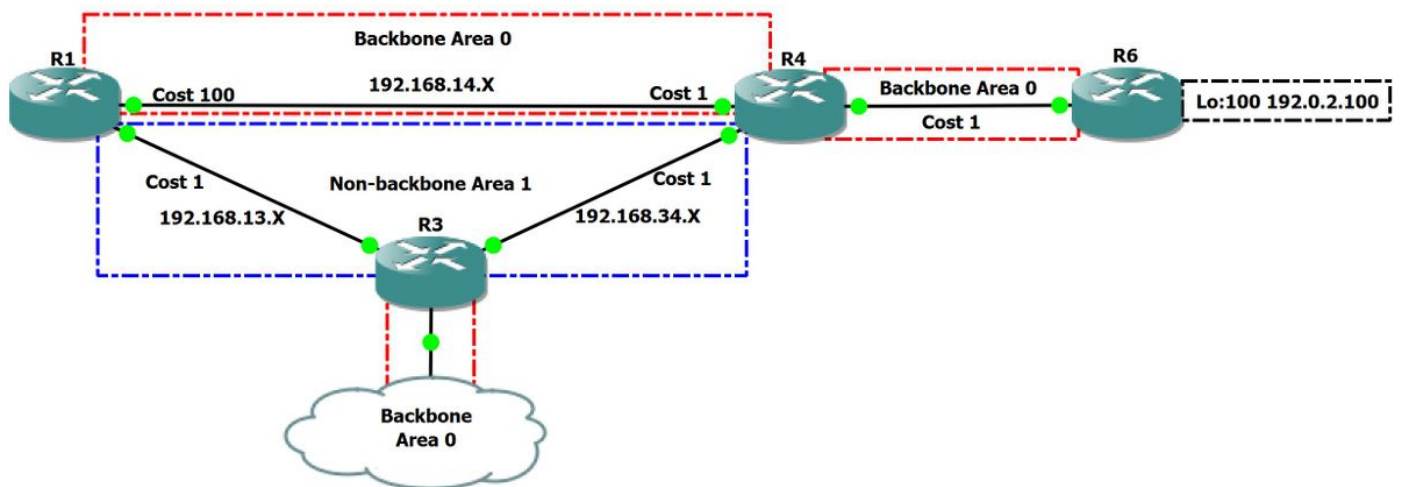 Backbone Area 0
R1
R4
R6
192.168.14.X
Cost 100
Cost 1
Backbone Area 0
Cost 1
Lo:100 192.0.2.100
Cost 1
Non-backbone Area 1
Cost 1
192.168.13.X
192.168.34.X
R3
Backbone
Area 0